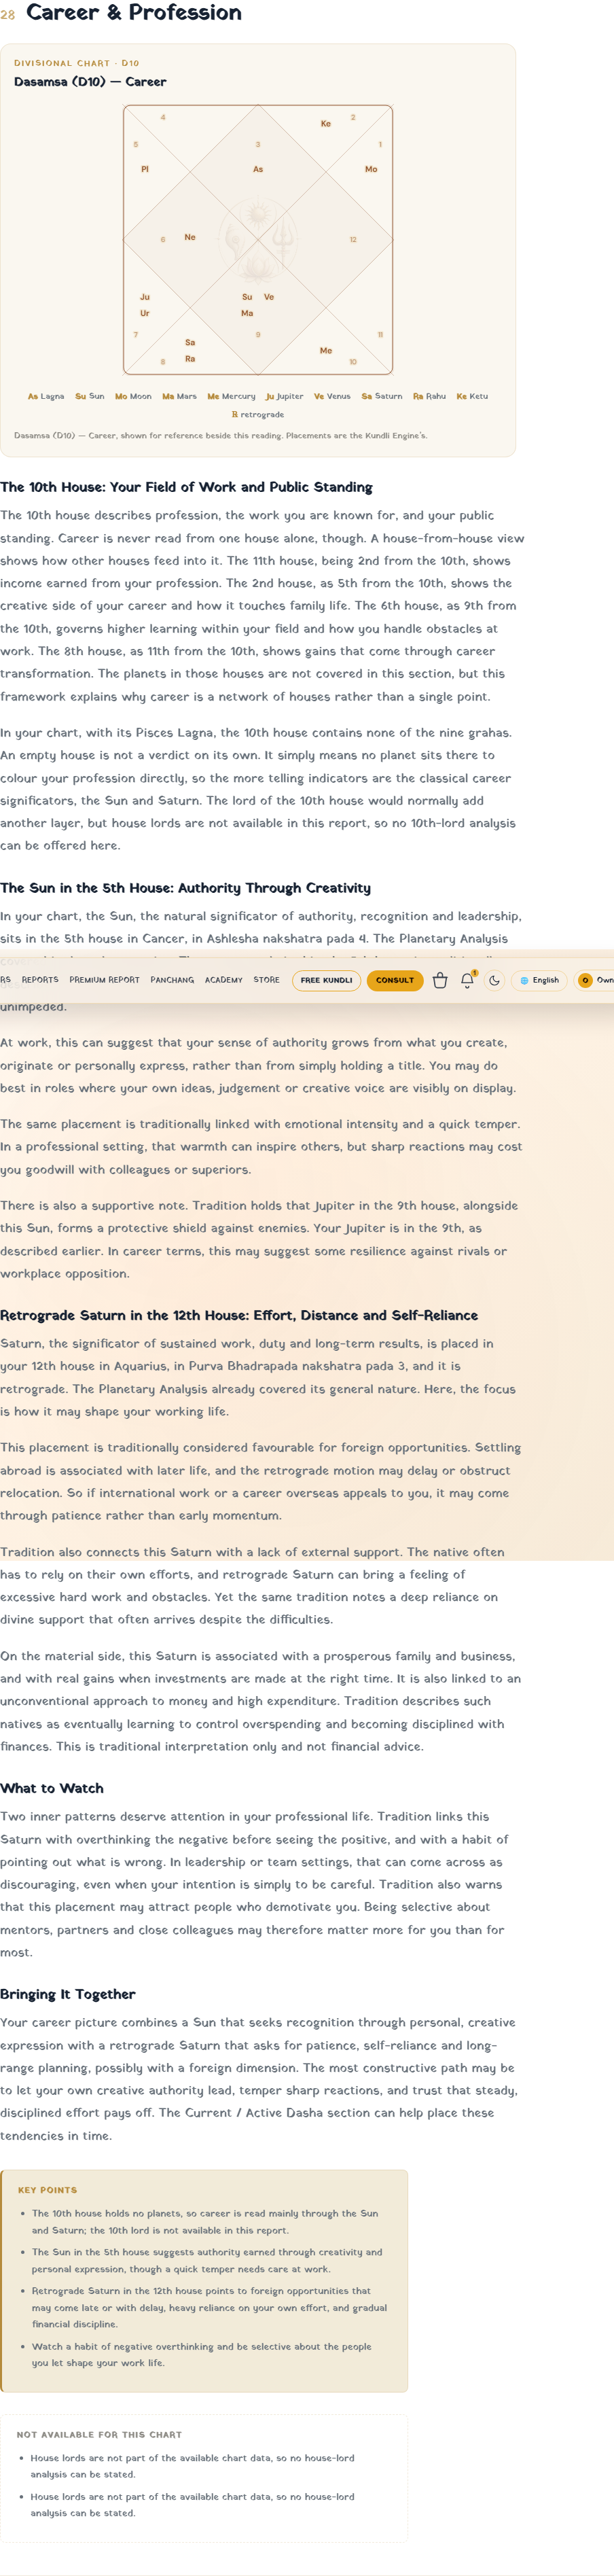 28 Career & Profession
DIVISIONAL CHART · D10
Dasamsa (D10) — Career
4
Ke
2
5
3
1
Pl
As
Mo
6
Ne
12
Ju
Su Ve
Ur
Ma
7
Sa
9
Me
11
8
Ra
10
As Lagna Su Sun Mo Moon Ma Mars Me Mercury Ju Jupiter Ve Venus Sa Saturn Ra Rahu Ke Ketu
R retrograde
Dasamsa (D10) — Career, shown for reference beside this reading. Placements are the Kundli Engine's.
The 10th House: Your Field of Work and Public Standing
The 10th house describes profession, the work you are known for, and your public
standing. Career is never read from one house alone, though. A house-from-house view
shows how other houses feed into it. The 11th house, being 2nd from the 10th, shows
income earned from your profession. The 2nd house, as 5th from the 10th, shows the
creative side of your career and how it touches family life. The 6th house, as 9th from
the 10th, governs higher learning within your field and how you handle obstacles at
work. The 8th house, as 11th from the 10th, shows gains that come through career
transformation. The planets in those houses are not covered in this section, but this
framework explains why career is a network of houses rather than a single point.
In your chart, with its Pisces Lagna, the 10th house contains none of the nine grahas.
An empty house is not a verdict on its own. It simply means no planet sits there to
colour your profession directly, so the more telling indicators are the classical career
significators, the Sun and Saturn. The lord of the 10th house would normally add
another layer, but house lords are not available in this report, so no 10th-lord analysis
can be offered here.
The Sun in the 5th House: Authority Through Creativity
In your chart, the Sun, the natural significator of authority, recognition and leadership,
sits in the 5th house in Cancer, in Ashlesha nakshatra pada 4. The Planetary Analysis
RS REPORTS PREMIUM REPORT PANCHANG ACADEMY STORE FREE KUNDLI CONSULT 1 English O Own
unimpeded.
At work, this can suggest that your sense of authority grows from what you create,
originate or personally express, rather than from simply holding a title. You may do
best in roles where your own ideas, judgement or creative voice are visibly on display.
The same placement is traditionally linked with emotional intensity and a quick temper.
In a professional setting, that warmth can inspire others, but sharp reactions may cost
you goodwill with colleagues or superiors.
There is also a supportive note. Tradition holds that Jupiter in the 9th house, alongside
this Sun, forms a protective shield against enemies. Your Jupiter is in the 9th, as
described earlier. In career terms, this may suggest some resilience against rivals or
workplace opposition.
Retrograde Saturn in the 12th House: Effort, Distance and Self-Reliance
Saturn, the significator of sustained work, duty and long-term results, is placed in
your 12th house in Aquarius, in Purva Bhadrapada nakshatra pada 3, and it is
retrograde. The Planetary Analysis already covered its general nature. Here, the focus
is how it may shape your working life.
This placement is traditionally considered favourable for foreign opportunities. Settling
abroad is associated with later life, and the retrograde motion may delay or obstruct
relocation. So if international work or a career overseas appeals to you, it may come
through patience rather than early momentum.
Tradition also connects this Saturn with a lack of external support. The native often
has to rely on their own efforts, and retrograde Saturn can bring a feeling of
excessive hard work and obstacles. Yet the same tradition notes a deep reliance on
divine support that often arrives despite the difficulties.
On the material side, this Saturn is associated with a prosperous family and business,
and with real gains when investments are made at the right time. It is also linked to an
unconventional approach to money and high expenditure. Tradition describes such
natives as eventually learning to control overspending and becoming disciplined with
finances. This is traditional interpretation only and not financial advice.
What to Watch
Two inner patterns deserve attention in your professional life. Tradition links this
Saturn with overthinking the negative before seeing the positive, and with a habit of
pointing out what is wrong. In leadership or team settings, that can come across as
discouraging, even when your intention is simply to be careful. Tradition also warns
that this placement may attract people who demotivate you. Being selective about
mentors, partners and close colleagues may therefore matter more for you than for
most.
Bringing It Together
Your career picture combines a Sun that seeks recognition through personal, creative
expression with a retrograde Saturn that asks for patience, self-reliance and long-
range planning, possibly with a foreign dimension. The most constructive path may be
to let your own creative authority lead, temper sharp reactions, and trust that steady,
disciplined effort pays off. The Current / Active Dasha section can help place these
tendencies in time.
KEY POINTS
• The 10th house holds no planets, so career is read mainly through the Sun
and Saturn; the 10th lord is not available in this report.
• The Sun in the 5th house suggests authority earned through creativity and
personal expression, though a quick temper needs care at work.
• Retrograde Saturn in the 12th house points to foreign opportunities that
may come late or with delay, heavy reliance on your own effort, and gradual
financial discipline.
• Watch a habit of negative overthinking and be selective about the people
you let shape your work life.
NOT AVAILABLE FOR THIS CHART
• House lords are not part of the available chart data, so no house-lord
analysis can be stated.
• House lords are not part of the available chart data, so no house-lord
analysis can be stated.